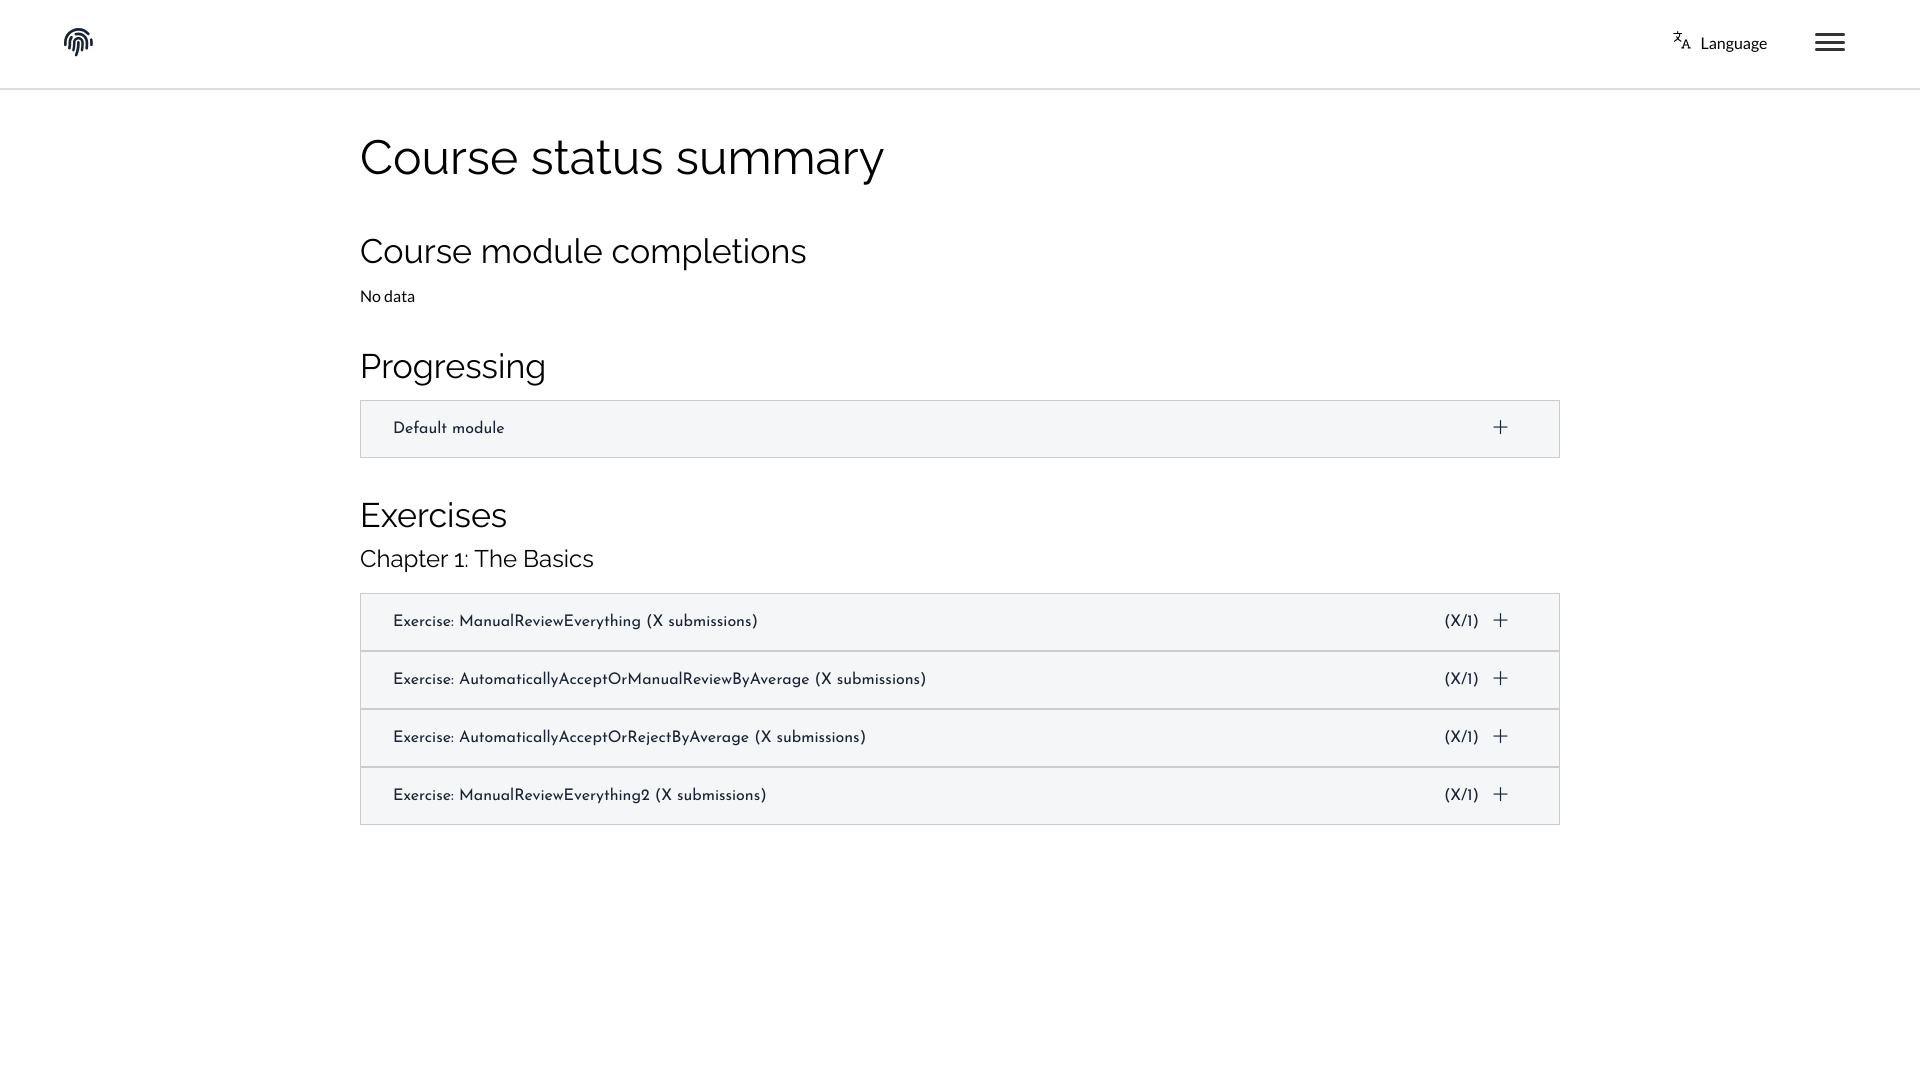 Language
Course status summary
Course module completions
No data
Progressing
Default module
Exercises
Chapter 1: The Basics
Exercise: ManualReviewEverything (X submissions) (X/1)
Exercise: AutomaticallyAcceptOrManualReviewByAverage (X submissions) (X/1)
Exercise: AutomaticallyAcceptOrRejectByAverage (X submissions) (X/1)
Exercise: ManualReviewEverything2 (X submissions) (X/1)